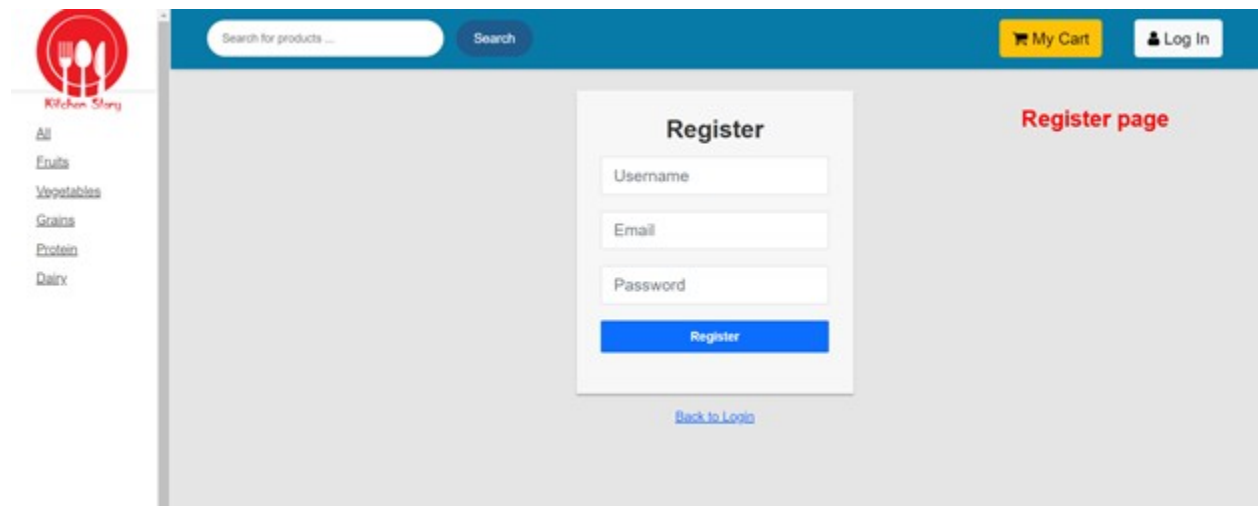 Kitchen Story
All
Fruits
Vegetables
Grains
Protein
Dairy
Search for products ...
Search
My Cart
Log In
Register page
Register
Username
Email
Password
Register
Back to Login